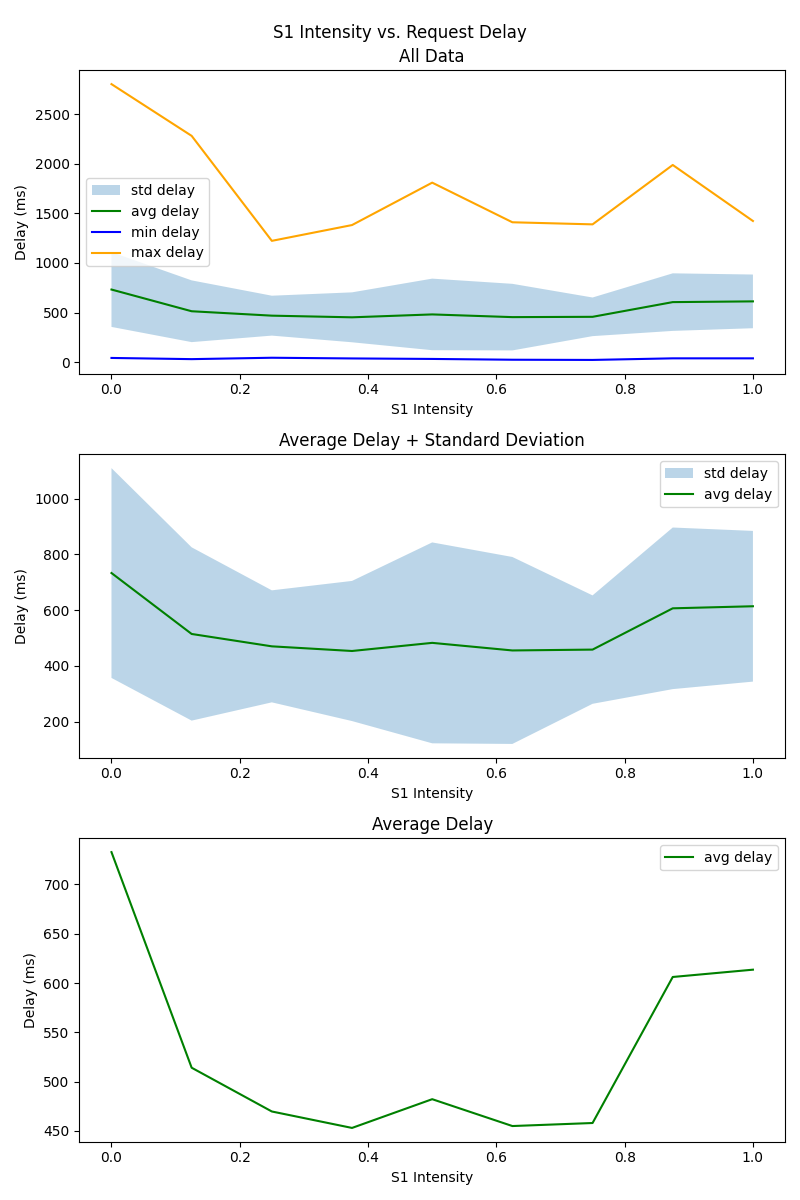 S1 Intensity vs. Request Delay
All Data
Delay (ms)
2500
2000
1500
1000
500
0
std delay
avg delay
min delay
max delay
0.0 0.2 0.4 0.6 0.8 1.0
S1 Intensity
Average Delay + Standard Deviation
Delay (ms)
1000
800
600
400
200
std delay
avg delay
0.0 0.2 0.4 0.6 0.8 1.0
S1 Intensity
Average Delay
Delay (ms)
700
650
600
550
500
450
avg delay
0.0 0.2 0.4 0.6 0.8 1.0
S1 Intensity